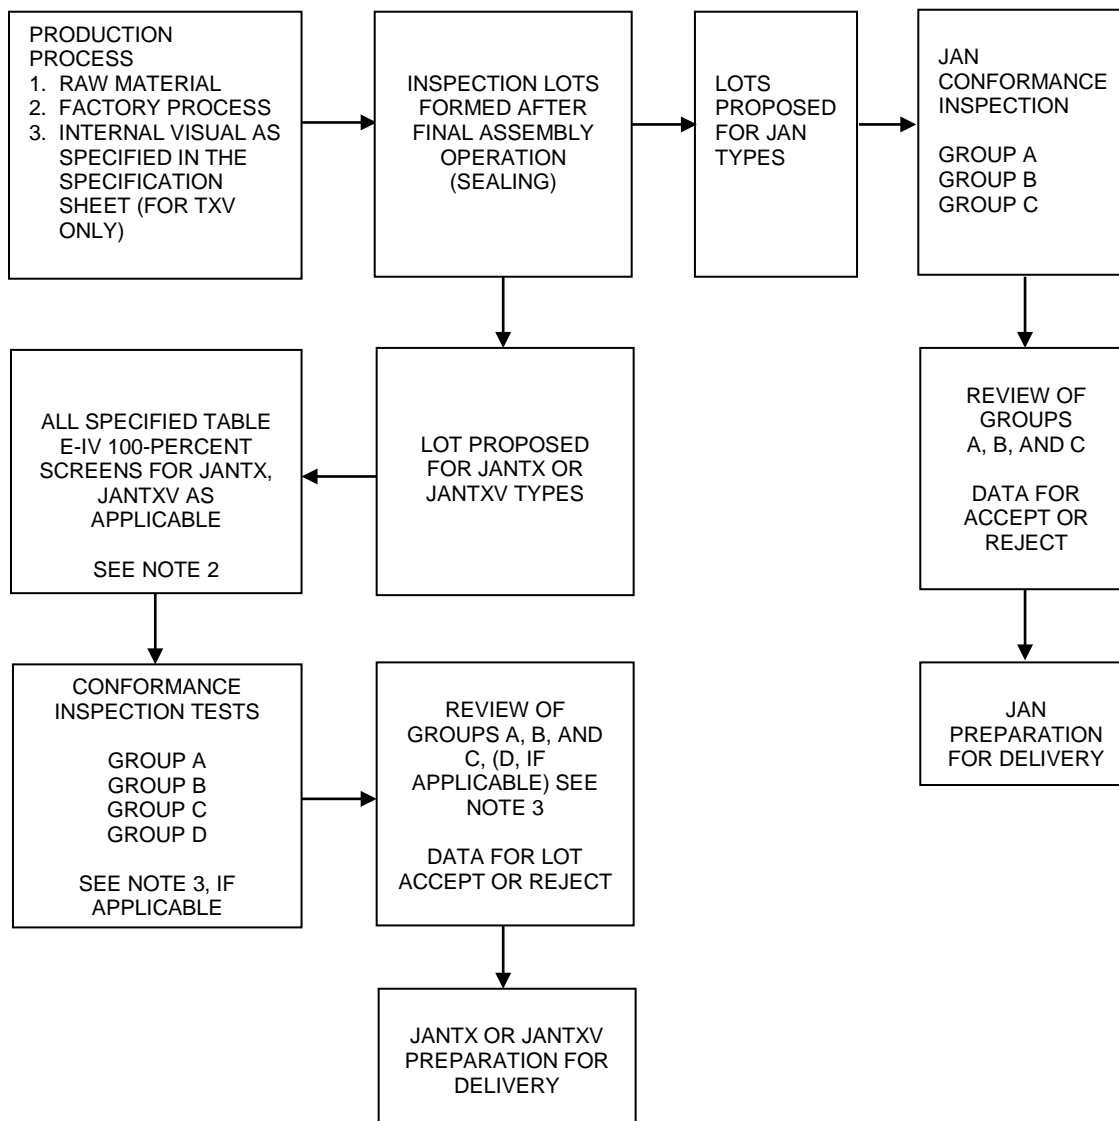 PRODUCTION
PROCESS
1. RAW MATERIAL
2. FACTORY PROCESS
3. INTERNAL VISUAL AS
SPECIFIED IN THE
SPECIFICATION
SHEET (FOR TXV
ONLY)
INSPECTION LOTS
FORMED AFTER
FINAL ASSEMBLY
OPERATION
(SEALING)
LOTS
PROPOSED
FOR JAN
TYPES
JAN
CONFORMANCE
INSPECTION
GROUP A
GROUP B
GROUP C
ALL SPECIFIED TABLE
E-IV 100-PERCENT
SCREENS FOR JANTX,
JANTXV AS
APPLICABLE
SEE NOTE 2
LOT PROPOSED
FOR JANTX OR
JANTXV TYPES
REVIEW OF
GROUPS
A, B, AND C
DATA FOR
ACCEPT OR
REJECT
CONFORMANCE
INSPECTION TESTS
GROUP A
GROUP B
GROUP C
GROUP D
SEE NOTE 3, IF
APPLICABLE
REVIEW OF
GROUPS A, B, AND
C, (D, IF
APPLICABLE) SEE
NOTE 3
DATA FOR LOT
ACCEPT OR REJECT
JAN
PREPARATION
FOR DELIVERY
JANTX OR JANTXV
PREPARATION FOR
DELIVERY